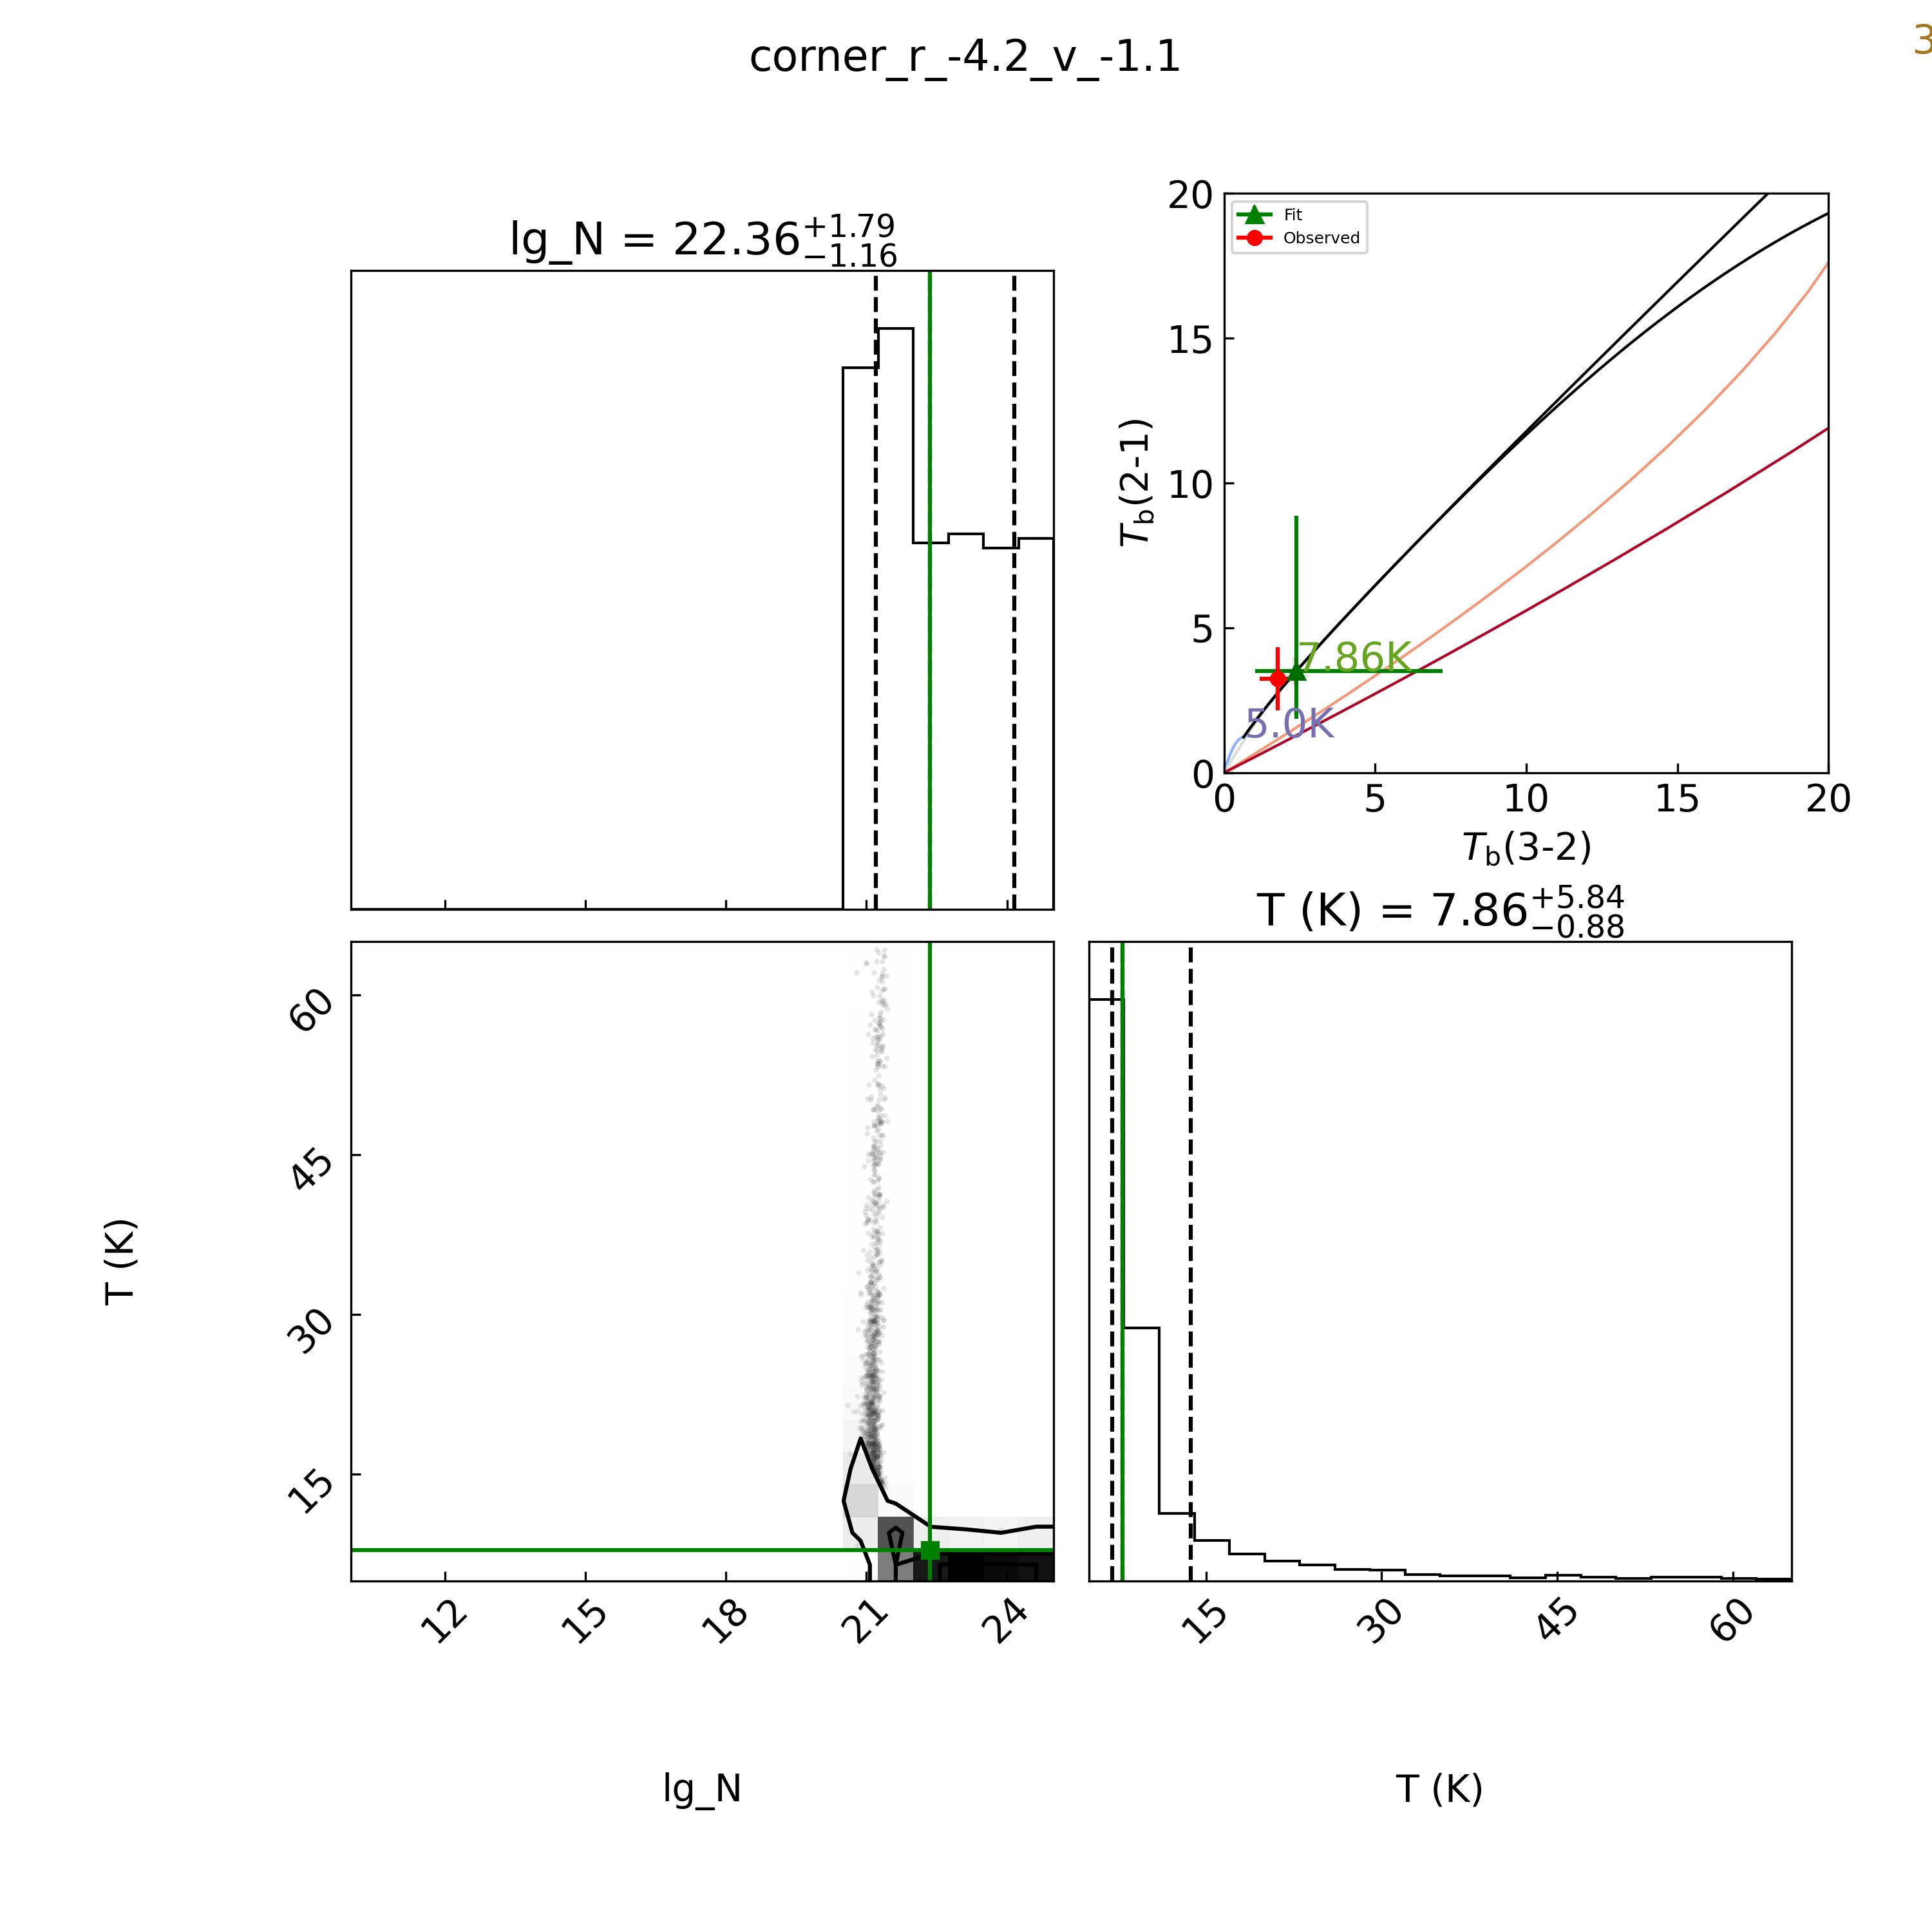 corner_r_-4.2_v_-1.1
3
lg_N = 22.36+1.79−1.16
20
15
10
5
0
Tb(2-1)
Fit
Observed
7.86K
5.0K
0 5 10 15 20
Tb(3-2)
T (K) = 7.86+5.84−0.88
60
45
30
15
T (K)
12 15 18 21 24
15 30 45 60
lg_N
T (K)